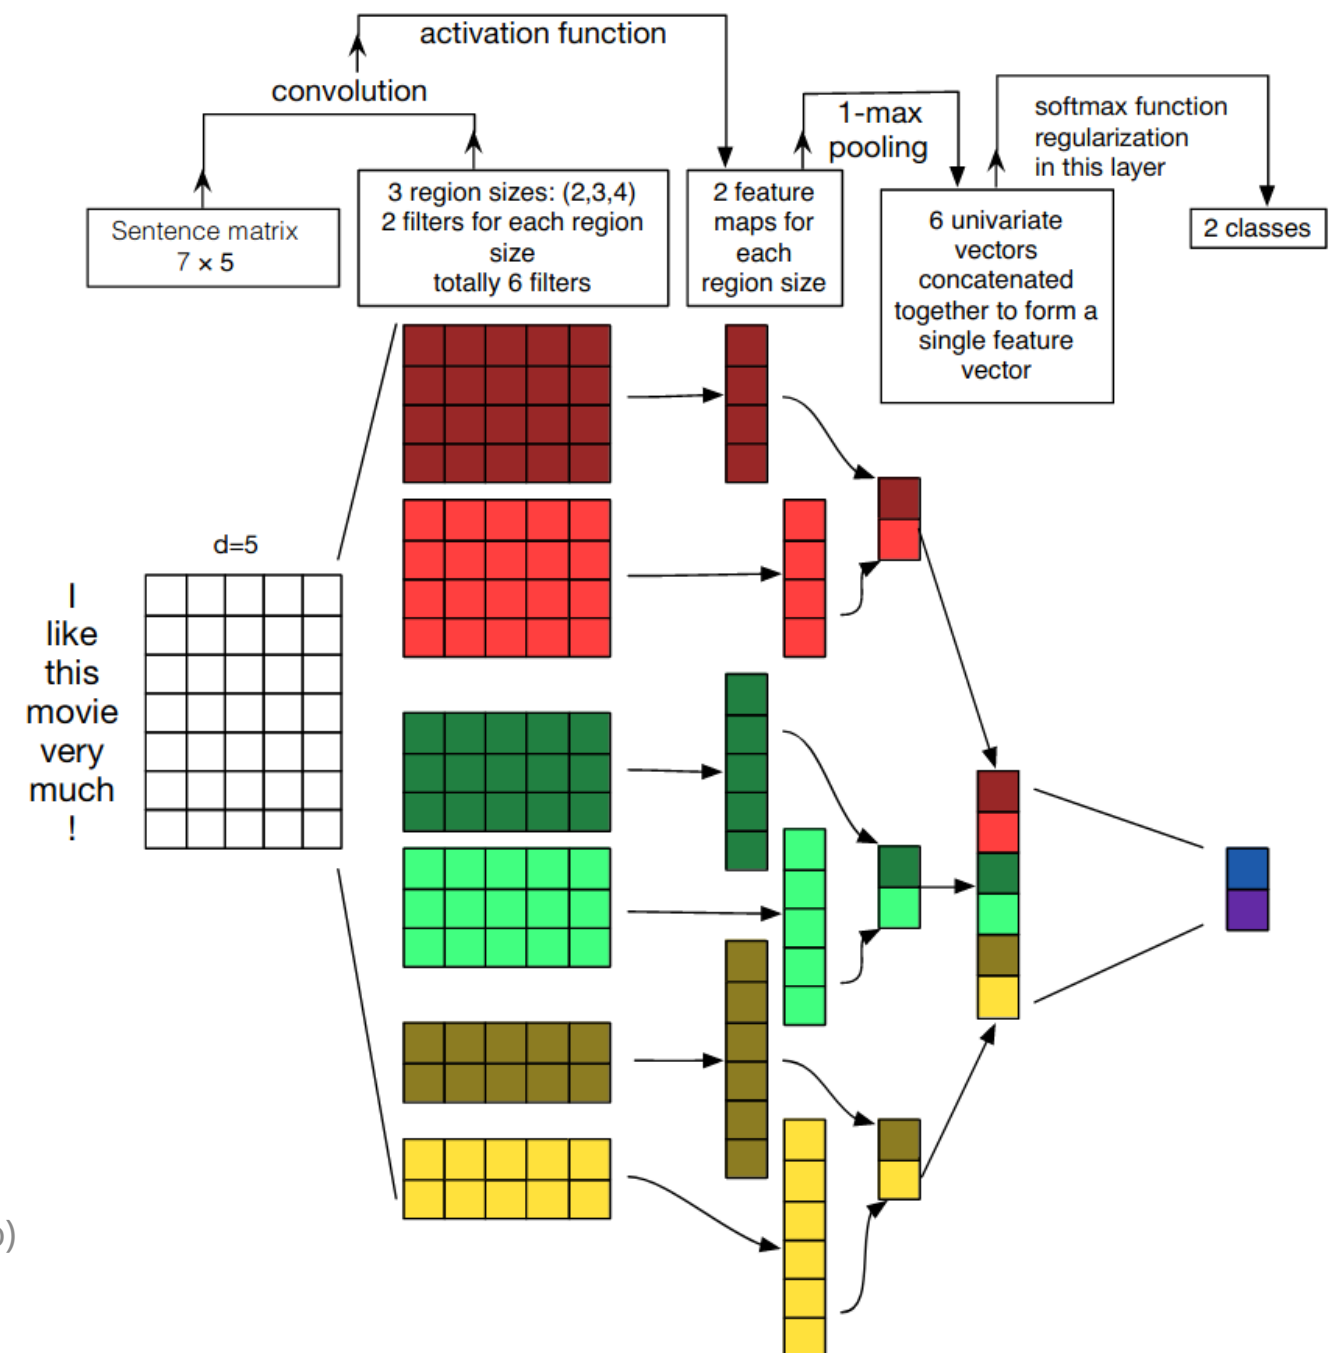 activation function
convolution
1-max
pooling
softmax function
regularization
in this layer
Sentence matrix
7 × 5
3 region sizes: (2,3,4)
2 filters for each region
size
totally 6 filters
2 feature
maps for
each
region size
6 univariate
vectors
concatenated
together to form a
single feature
vector
2 classes
d=5
I
like
this
movie
very
much
!